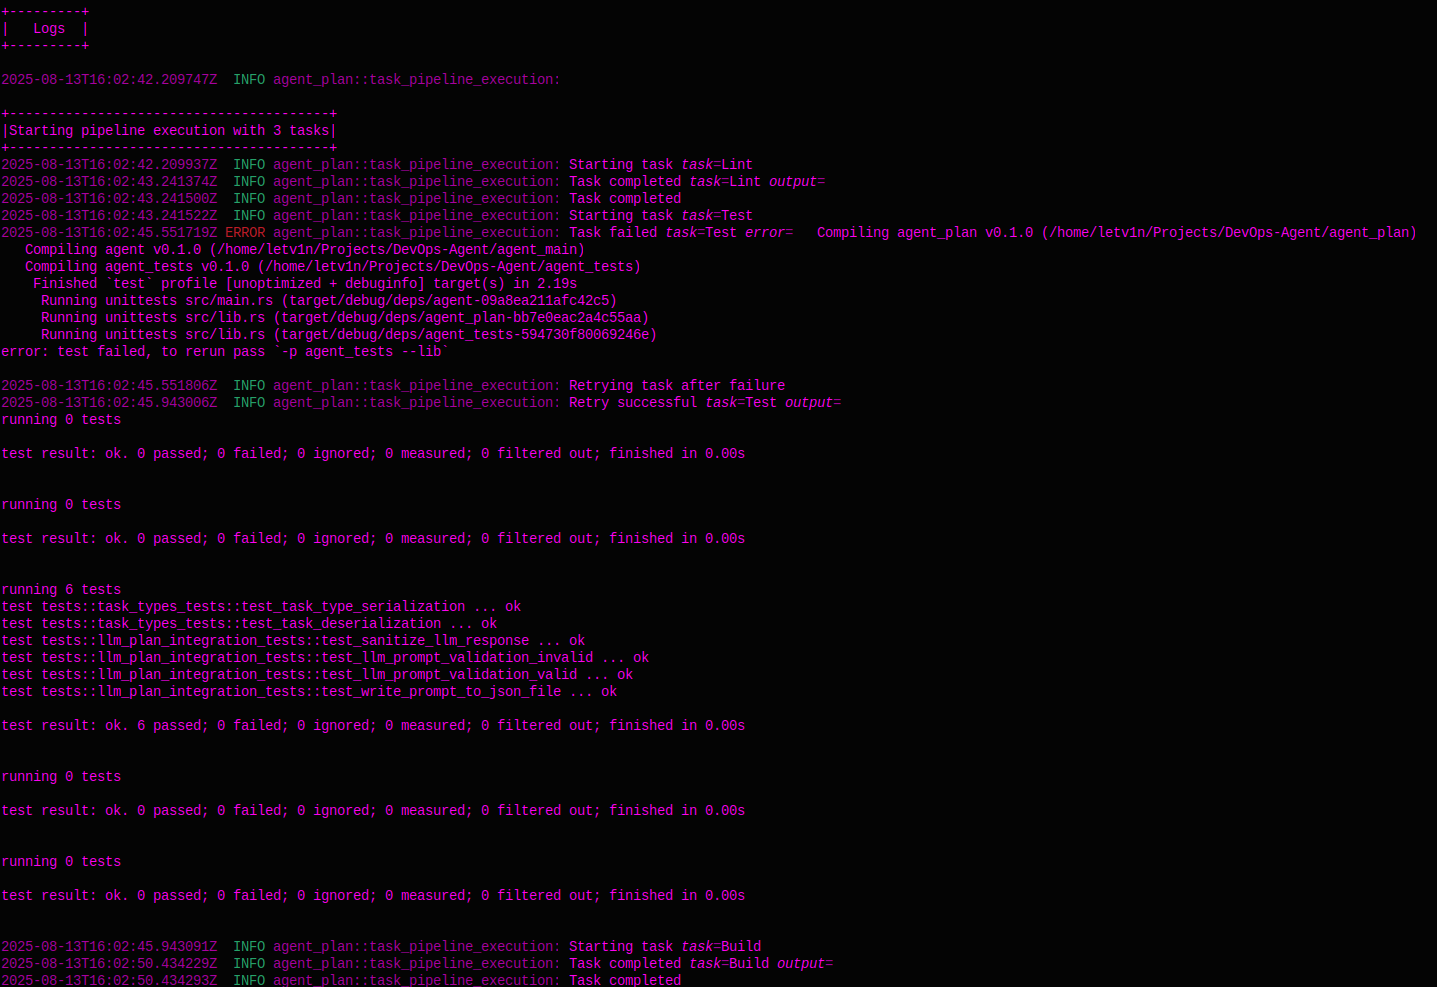 +---------+
|   Logs  |
+---------+

2025-08-13T16:02:42.209747Z  INFO agent_plan::task_pipeline_execution:

+----------------------------------------+
|Starting pipeline execution with 3 tasks|
+----------------------------------------+
2025-08-13T16:02:42.209937Z  INFO agent_plan::task_pipeline_execution: Starting task task=Lint
2025-08-13T16:02:43.241374Z  INFO agent_plan::task_pipeline_execution: Task completed task=Lint output=
2025-08-13T16:02:43.241500Z  INFO agent_plan::task_pipeline_execution: Task completed
2025-08-13T16:02:43.241522Z  INFO agent_plan::task_pipeline_execution: Starting task task=Test
2025-08-13T16:02:45.551719Z ERROR agent_plan::task_pipeline_execution: Task failed task=Test error=   Compiling agent_plan v0.1.0 (/home/letv1n/Projects/DevOps-Agent/agent_plan)
   Compiling agent v0.1.0 (/home/letv1n/Projects/DevOps-Agent/agent_main)
   Compiling agent_tests v0.1.0 (/home/letv1n/Projects/DevOps-Agent/agent_tests)
    Finished `test` profile [unoptimized + debuginfo] target(s) in 2.19s
     Running unittests src/main.rs (target/debug/deps/agent-09a8ea211afc42c5)
     Running unittests src/lib.rs (target/debug/deps/agent_plan-bb7e0eac2a4c55aa)
     Running unittests src/lib.rs (target/debug/deps/agent_tests-594730f80069246e)
error: test failed, to rerun pass `-p agent_tests --lib`

2025-08-13T16:02:45.551806Z  INFO agent_plan::task_pipeline_execution: Retrying task after failure
2025-08-13T16:02:45.943006Z  INFO agent_plan::task_pipeline_execution: Retry successful task=Test output=
running 0 tests

test result: ok. 0 passed; 0 failed; 0 ignored; 0 measured; 0 filtered out; finished in 0.00s


running 0 tests

test result: ok. 0 passed; 0 failed; 0 ignored; 0 measured; 0 filtered out; finished in 0.00s


running 6 tests
test tests::task_types_tests::test_task_type_serialization ... ok
test tests::task_types_tests::test_task_deserialization ... ok
test tests::llm_plan_integration_tests::test_sanitize_llm_response ... ok
test tests::llm_plan_integration_tests::test_llm_prompt_validation_invalid ... ok
test tests::llm_plan_integration_tests::test_llm_prompt_validation_valid ... ok
test tests::llm_plan_integration_tests::test_write_prompt_to_json_file ... ok

test result: ok. 6 passed; 0 failed; 0 ignored; 0 measured; 0 filtered out; finished in 0.00s


running 0 tests

test result: ok. 0 passed; 0 failed; 0 ignored; 0 measured; 0 filtered out; finished in 0.00s


running 0 tests

test result: ok. 0 passed; 0 failed; 0 ignored; 0 measured; 0 filtered out; finished in 0.00s


2025-08-13T16:02:45.943091Z  INFO agent_plan::task_pipeline_execution: Starting task task=Build
2025-08-13T16:02:50.434229Z  INFO agent_plan::task_pipeline_execution: Task completed task=Build output=
2025-08-13T16:02:50.434293Z  INFO agent_plan::task_pipeline_execution: Task completed